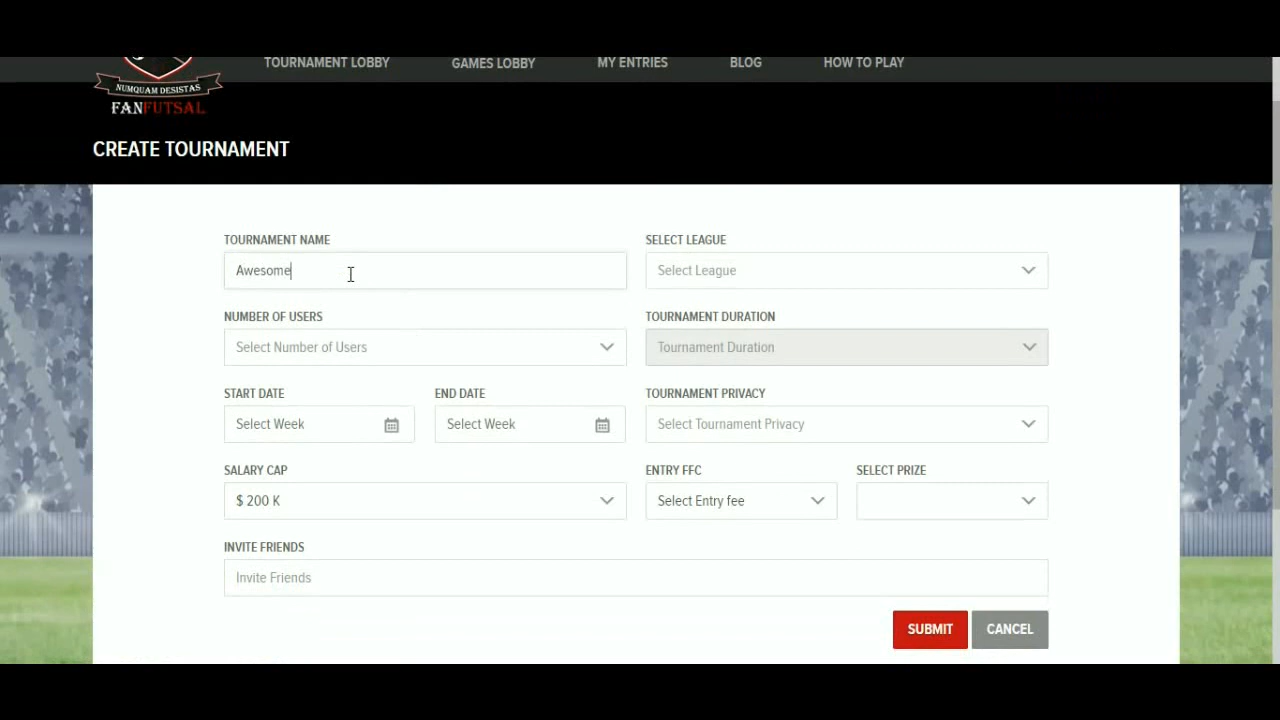 TOURNAMENT LOBBY GAMES LOBBY MY ENTRIES BLOG HOW TO PLAY
NUMQUAM DESISTAS
FANFUTSAL
CREATE TOURNAMENT
TOURNAMENT NAME SELECT LEAGUE
Awesome Select League
NUMBER OF USERS TOURNAMENT DURATION
Select Number of Users Tournament Duration
START DATE END DATE TOURNAMENT PRIVACY
Select Week Select Week Select Tournament Privacy
SALARY CAP ENTRY FFC SELECT PRIZE
$ 200 K Select Entry fee
INVITE FRIENDS
Invite Friends
SUBMIT CANCEL